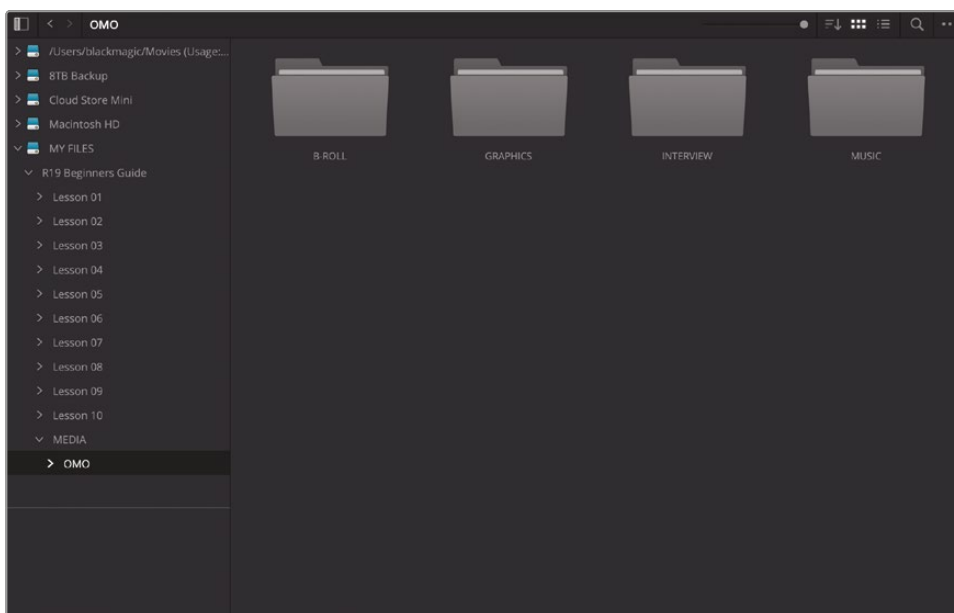 OMO
/Users/blackmagic/Movies (Usage:...
8TB Backup
Cloud Store Mini
Macintosh HD
MY FILES
R19 Beginners Guide
Lesson 01
Lesson 02
Lesson 03
Lesson 04
Lesson 05
Lesson 06
Lesson 07
Lesson 08
Lesson 09
Lesson 10
MEDIA
OMO
B-ROLL
GRAPHICS
INTERVIEW
MUSIC